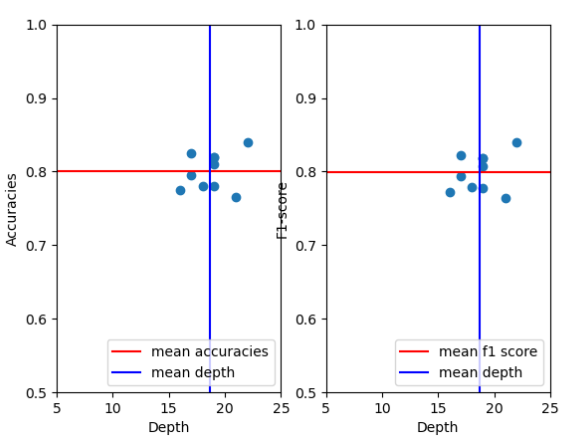 1.0
0.9
0.8
0.7
0.6
0.5
Accuracies
5
10
15
20
25
Depth
mean accuracies
mean depth
1.0
0.9
0.8
0.7
0.6
0.5
F1-score
5
10
15
20
25
Depth
mean f1 score
mean depth